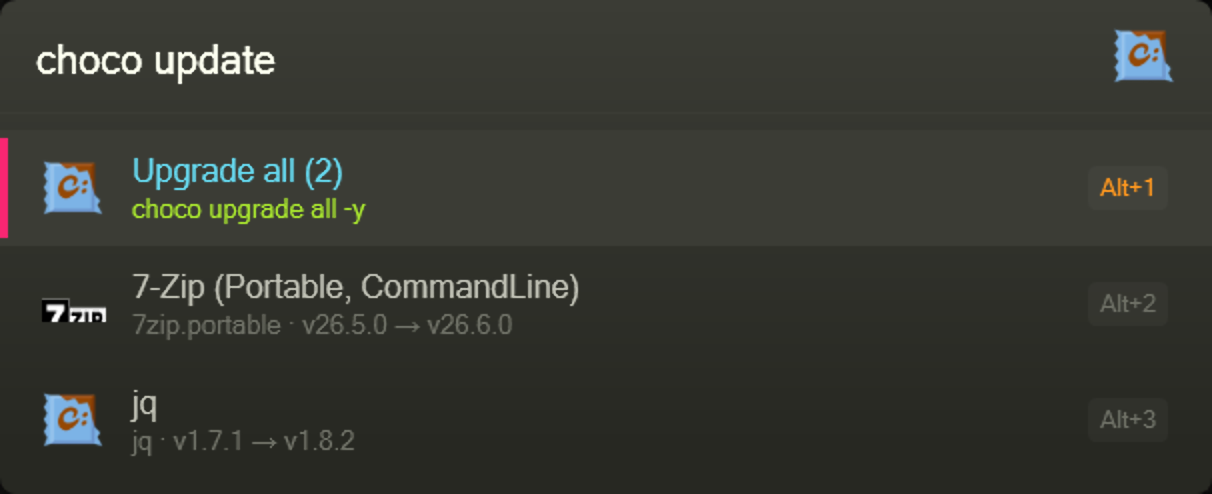 choco update
Upgrade all (2)
choco upgrade all -y
Alt+1
7-Zip (Portable, CommandLine)
7zip.portable · v26.5.0 → v26.6.0
Alt+2
jq
jq · v1.7.1 → v1.8.2
Alt+3